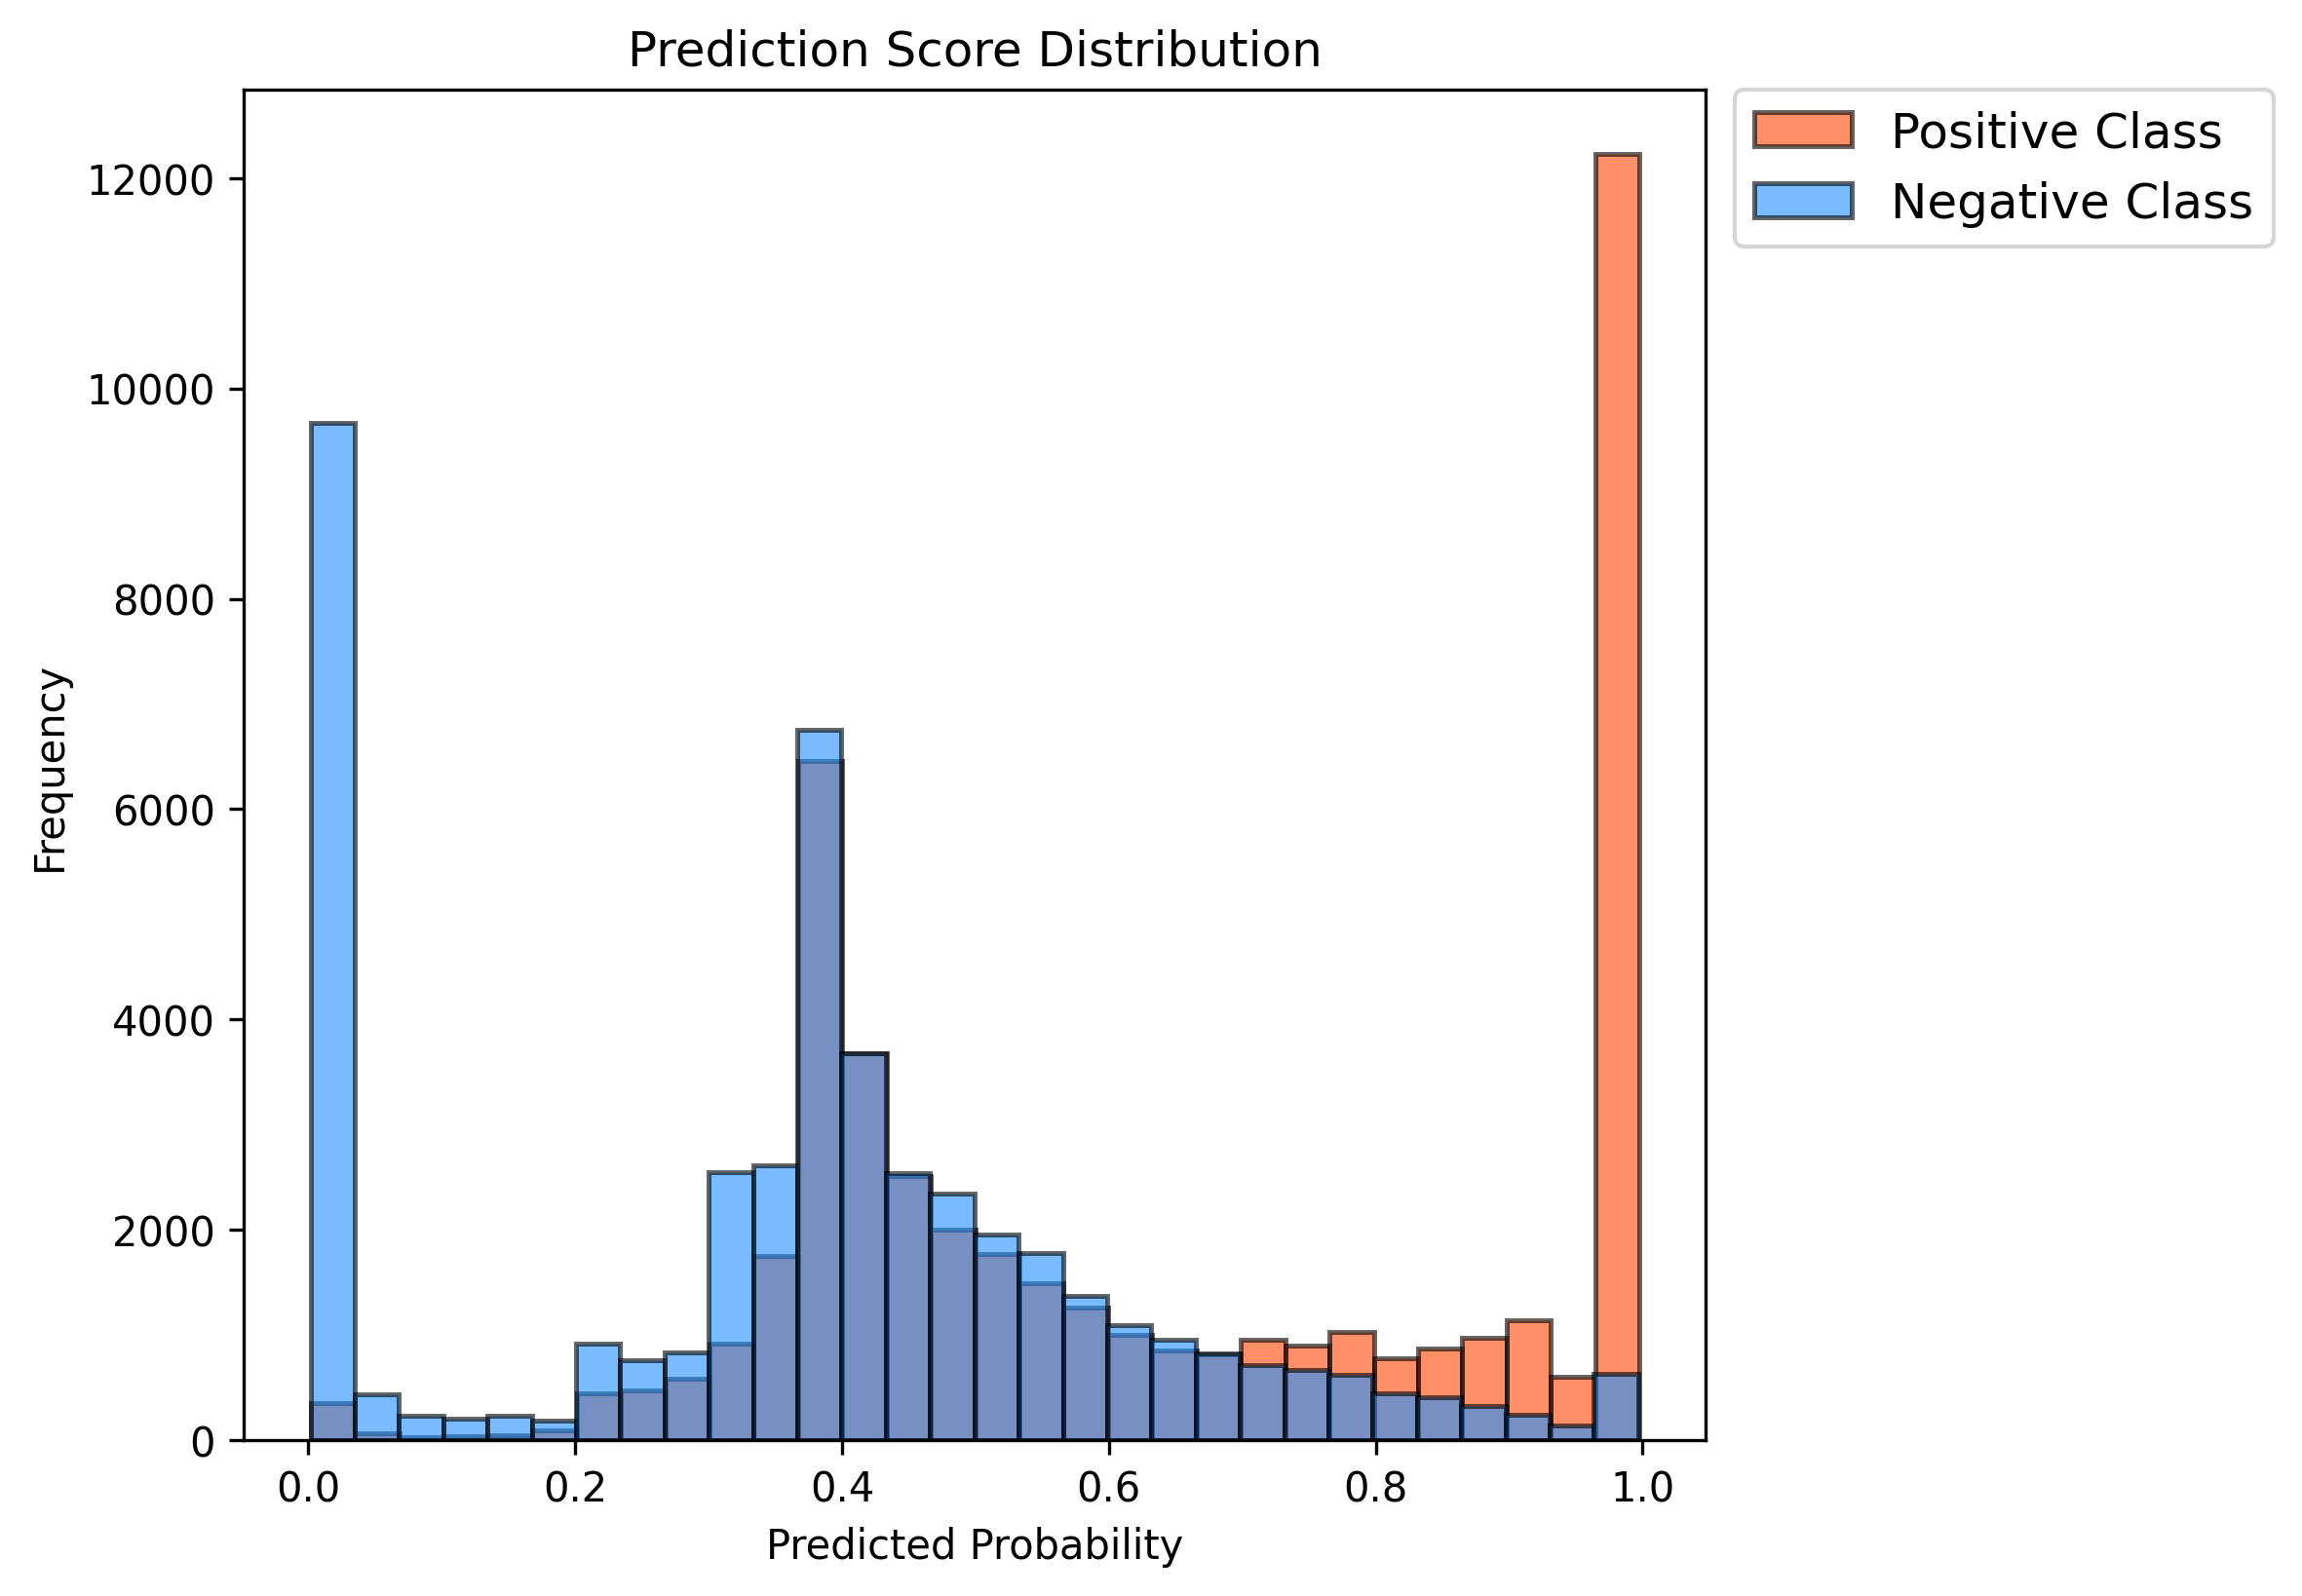 Prediction Score Distribution
Positive Class
Negative Class
12000
10000
8000
6000
4000
2000
0
Frequency
0.0 0.2 0.4 0.6 0.8 1.0
Predicted Probability